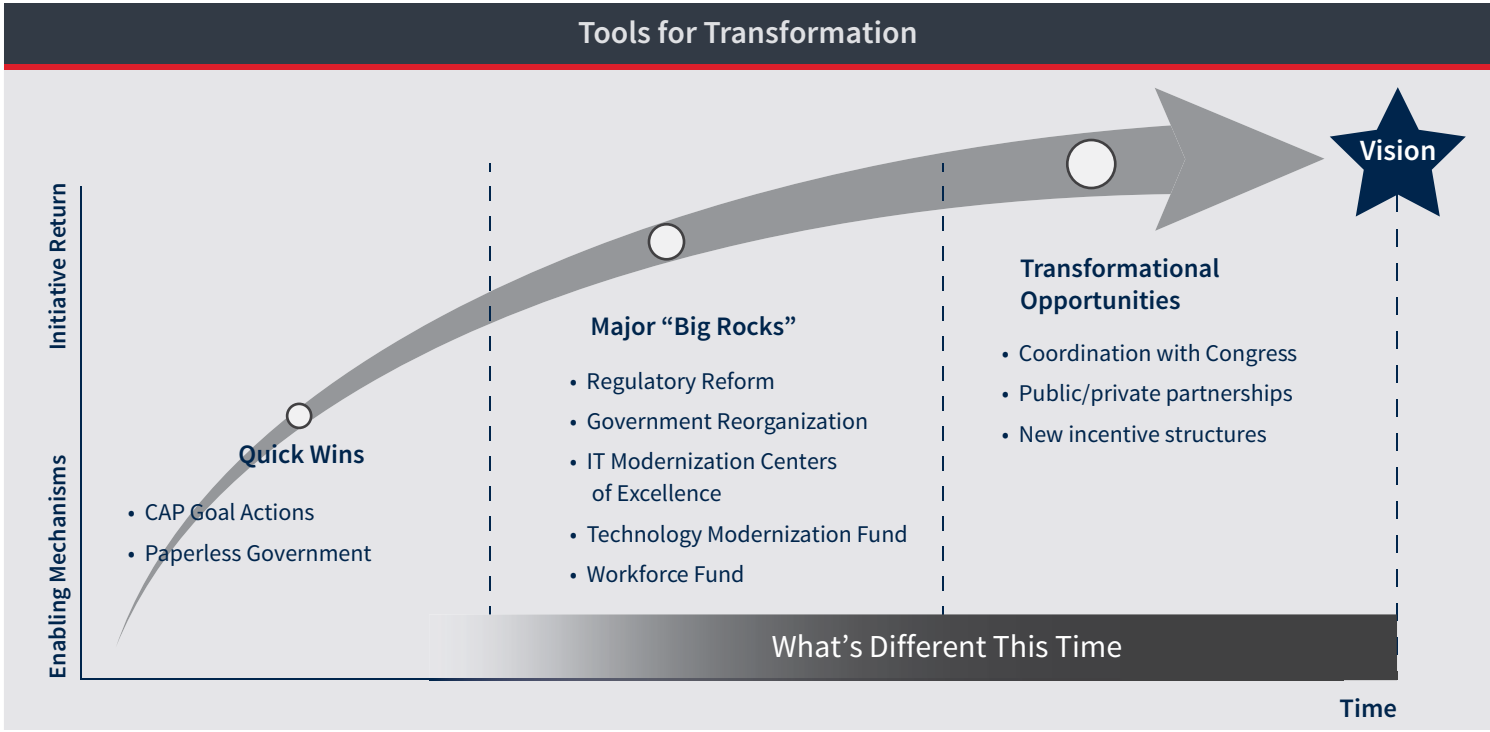 Tools for Transformation
Vision
Initiative Return
Enabling Mechanisms
Quick Wins
• CAP Goal Actions
• Paperless Government
Major “Big Rocks”
• Regulatory Reform
• Government Reorganization
• IT Modernization Centers
of Excellence
• Technology Modernization Fund
• Workforce Fund
Transformational
Opportunities
• Coordination with Congress
• Public/private partnerships
• New incentive structures
What’s Different This Time
Time